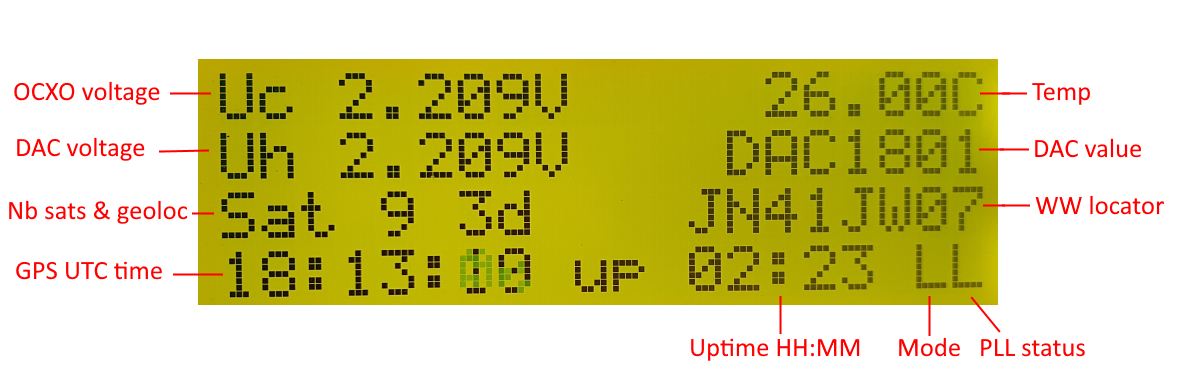 OCXO voltage
Uc 2.209V 26.00C
Temp
DAC voltage
Uh 2.209V DAC1801
DAC value
Nb sats & geoloc
Sat 9 3d JN41JW07
WW locator
GPS UTC time
18:13:00 up 02:23 LL
Uptime HH:MM
Mode
PLL status